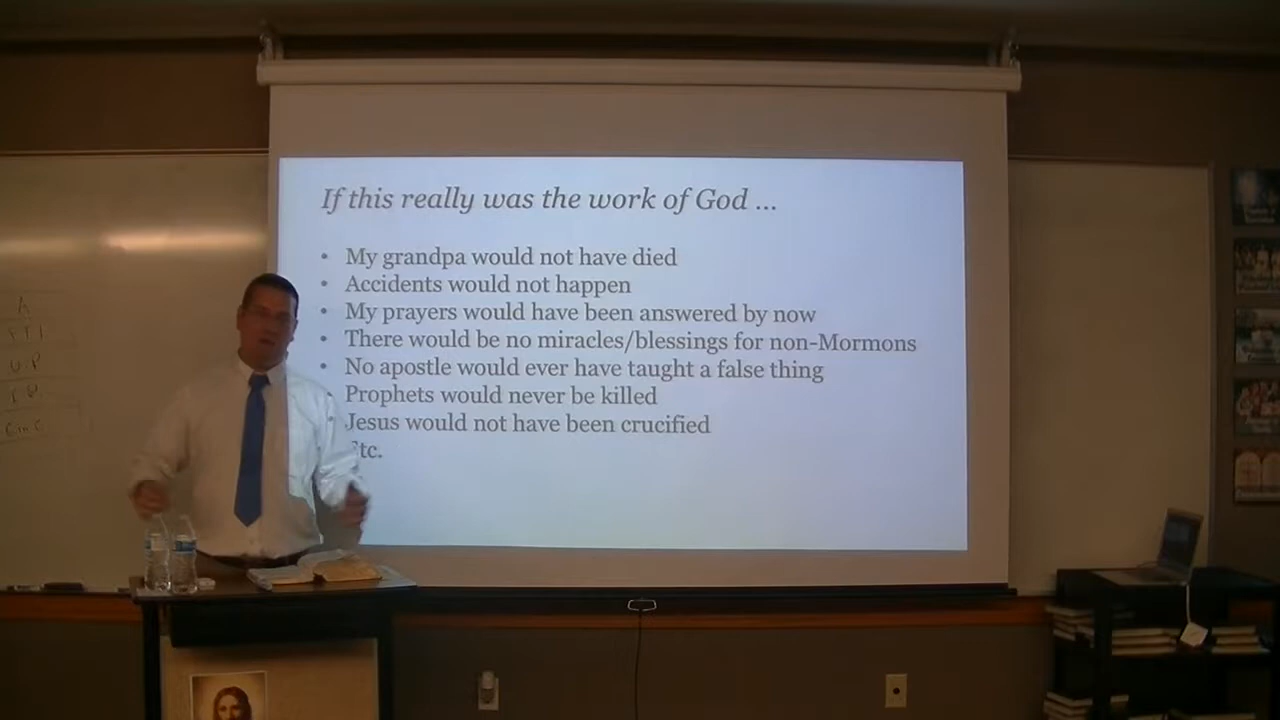 If this really was the work of God ...
• My grandpa would not have died
• Accidents would not happen
• My prayers would have been answered by now
• There would be no miracles/blessings for non-Mormons
• No apostle would ever have taught a false thing
• Prophets would never be killed
Jesus would not have been crucified
Etc.
A